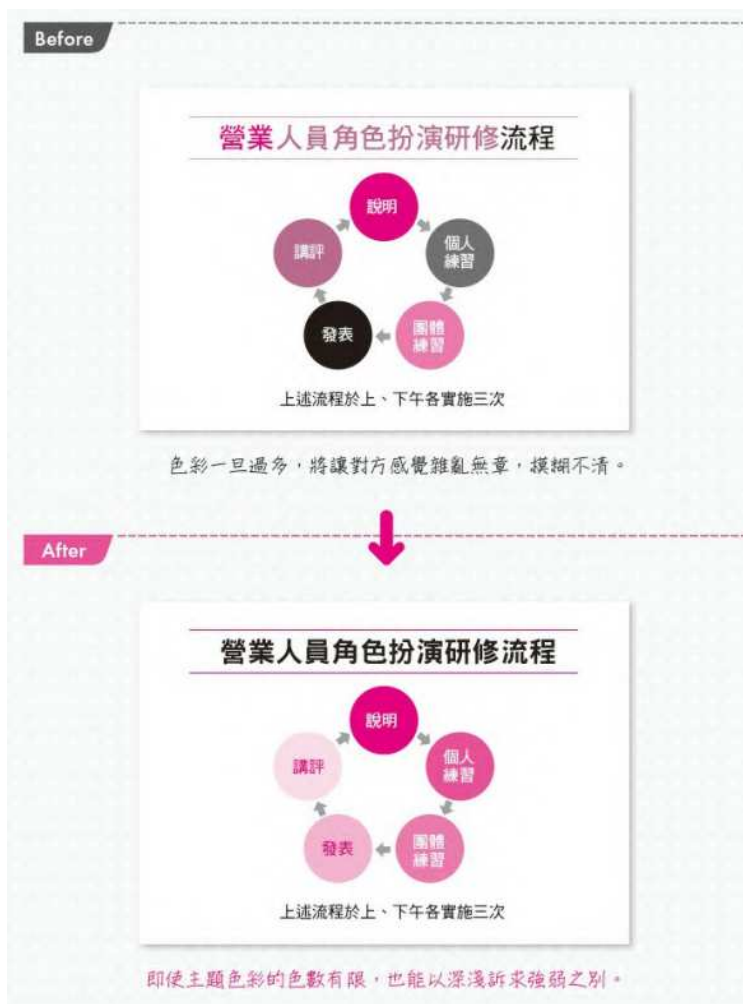 Before
營業人員角色扮演研修流程
說明
個人
練習
團體
練習
發表
講評
上述流程於上、下午各實施三次
色彩一旦過多，將讓對方感覺雜亂無章，摸糊不清。
After
營業人員角色扮演研修流程
說明
個人
練習
團體
練習
發表
講評
上述流程於上、下午各實施三次
即使主題色彩的色數有限，也能以深淺訴求強弱之別。